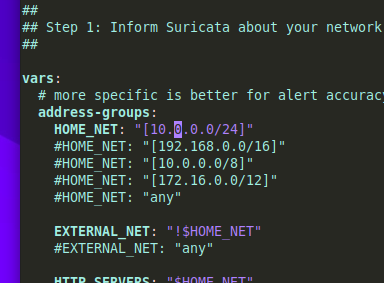 ##
## Step 1: Inform Suricata about your network
##
vars:
# more specific is better for alert accuracy
address-groups:
HOME_NET: "[10.0.0.0/24]"
#HOME_NET: "[192.168.0.0/16]"
#HOME_NET: "[10.0.0.0/8]"
#HOME_NET: "[172.16.0.0/12]"
#HOME_NET: "any"
EXTERNAL_NET: "!$HOME_NET"
#EXTERNAL_NET: "any"
HTTP_SERVERS: "$HOME_NET"